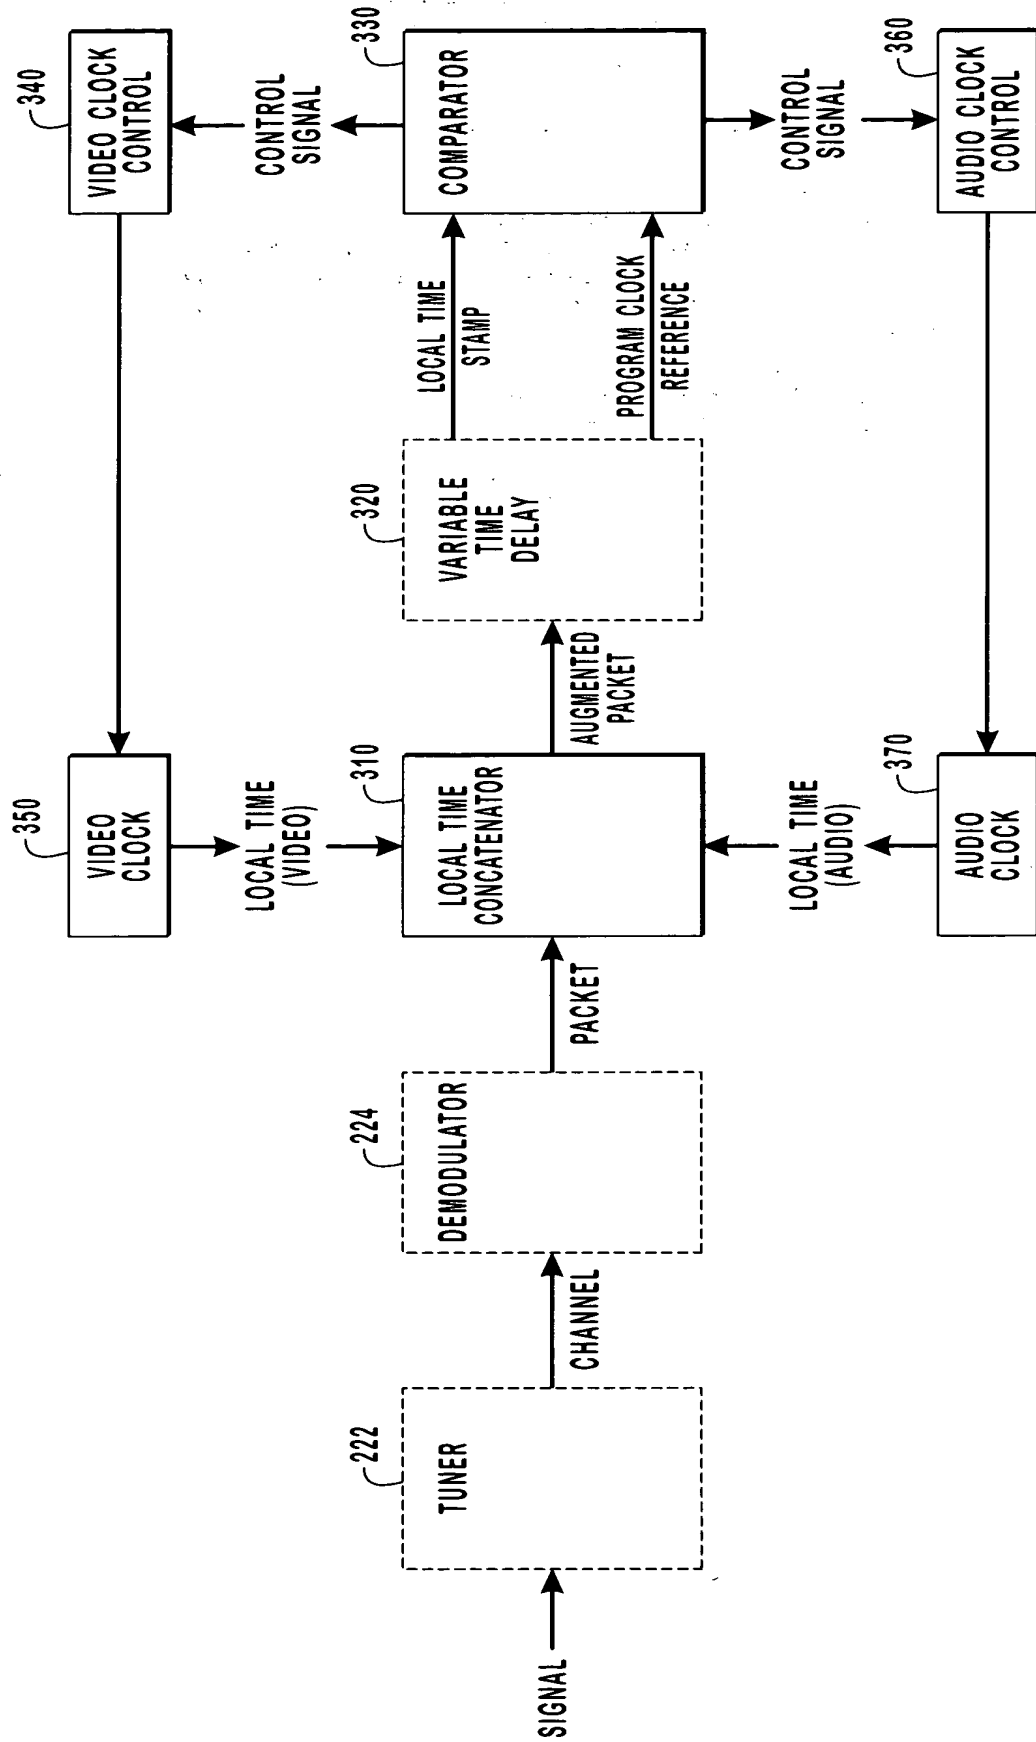 340
VIDEO CLOCK
CONTROL
350
VIDEO
CLOCK
CONTROL
SIGNAL
LOCAL TIME
(VIDEO)
SIGNAL
222
TUNER
CHANNEL
224
DEMODULATOR
PACKET
310
LOCAL TIME
CONCATENATOR
AUGMENTED
PACKET
320
VARIABLE
TIME
DELAY
LOCAL TIME
STAMP
PROGRAM CLOCK
REFERENCE
330
COMPARATOR
LOCAL TIME
(AUDIO)
CONTROL
SIGNAL
370
AUDIO
CLOCK
360
AUDIO CLOCK
CONTROL